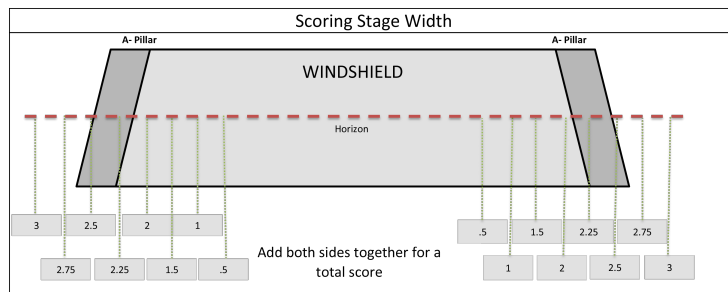 Scoring Stage Width
A- Pillar
A- Pillar
WINDSHIELD
Horizon
3
2.5
2
1
.5
1.5
2.25
2.75
2.75
2.25
1.5
.5
Add both sides together for a
total score
1
2
2.5
3